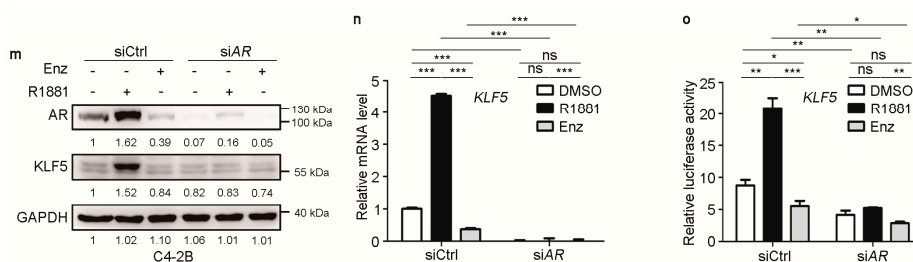 m
siCtrl siAR
Enz - - + - - +
R1881 - + - - + -
AR
130 kDa
100 kDa
1 1.62 0.39 0.07 0.16 0.05
KLF5
55 kDa
1 1.52 0.84 0.82 0.83 0.74
GAPDH
40 kDa
1 1.02 1.10 1.06 1.01 1.01
C4-2B
n
***
***
***
*** ***
ns
ns ***
KLF5
DMSO
R1881
Enz
Relative mRNA level
5
4
3
2
1
0
siCtrl siAR
o
*
**
**
*
** ***
ns
ns **
KLF5
DMSO
R1881
Enz
Relative luciferase activity
25
20
15
10
5
0
siCtrl siAR